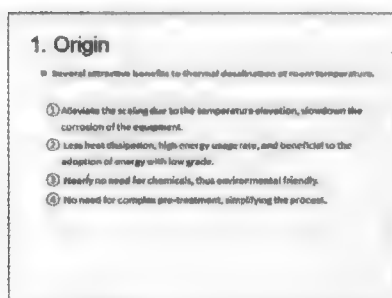 1. Origin
Several attractive benefits to thermal desalination at room temperature.
① Alleviate the scaling due to the temperature elevation, slowdown the
corrosion of the equipment.
② Less heat dissipation, high energy usage rate, and beneficial to the
adoption of energy with low grade.
③ Nearly no need for chemicals, thus environmental friendly.
④ No need for complex pre-treatment, simplifying the process.